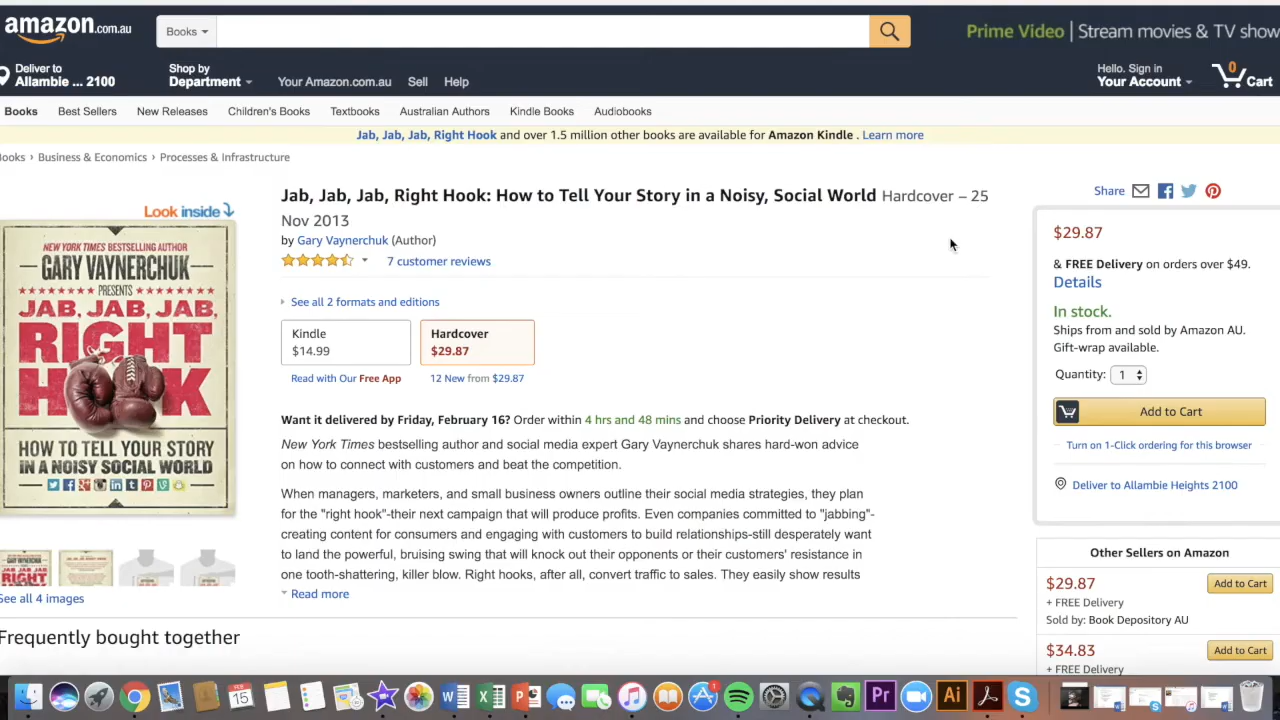 amazon.com.au
Books
Prime Video | Stream movies & TV show
Deliver to
Allambie ... 2100
Shop by
Department
Your Amazon.com.au
Sell
Help
Hello. Sign in
Your Account
0
Cart
Books
Best Sellers
New Releases
Children's Books
Textbooks
Australian Authors
Kindle Books
Audiobooks
Jab, Jab, Jab, Right Hook and over 1.5 million other books are available for Amazon Kindle . Learn more
ooks › Business & Economics › Processes & Infrastructure
Look inside
NEW YORK TIMES BESTSELLING AUTHOR
GARY VAYNERCHUK
PRESENTS
JAB, JAB, JAB,
RIGHT
HOOK
HOW TO TELL YOUR STORY
IN A NOISY SOCIAL WORLD
See all 4 images
Jab, Jab, Jab, Right Hook: How to Tell Your Story in a Noisy, Social World Hardcover – 25
Nov 2013
by Gary Vaynerchuk (Author)
7 customer reviews
See all 2 formats and editions
Kindle
$14.99
Hardcover
$29.87
Read with Our Free App
12 New from $29.87
Want it delivered by Friday, February 16? Order within 4 hrs and 48 mins and choose Priority Delivery at checkout.
New York Times bestselling author and social media expert Gary Vaynerchuk shares hard-won advice
on how to connect with customers and beat the competition.
When managers, marketers, and small business owners outline their social media strategies, they plan
for the "right hook"-their next campaign that will produce profits. Even companies committed to "jabbing"-
creating content for consumers and engaging with customers to build relationships-still desperately want
to land the powerful, bruising swing that will knock out their opponents or their customers' resistance in
one tooth-shattering, killer blow. Right hooks, after all, convert traffic to sales. They easily show results
Read more
Share
$29.87
& FREE Delivery on orders over $49.
Details
In stock.
Ships from and sold by Amazon AU.
Gift-wrap available.
Quantity: 1
Add to Cart
Turn on 1-Click ordering for this browser
Deliver to Allambie Heights 2100
Other Sellers on Amazon
$29.87
Add to Cart
+ FREE Delivery
Sold by: Book Depository AU
$34.83
Add to Cart
+ FREE Delivery
Frequently bought together
FEB
15
1
Pr
Ai